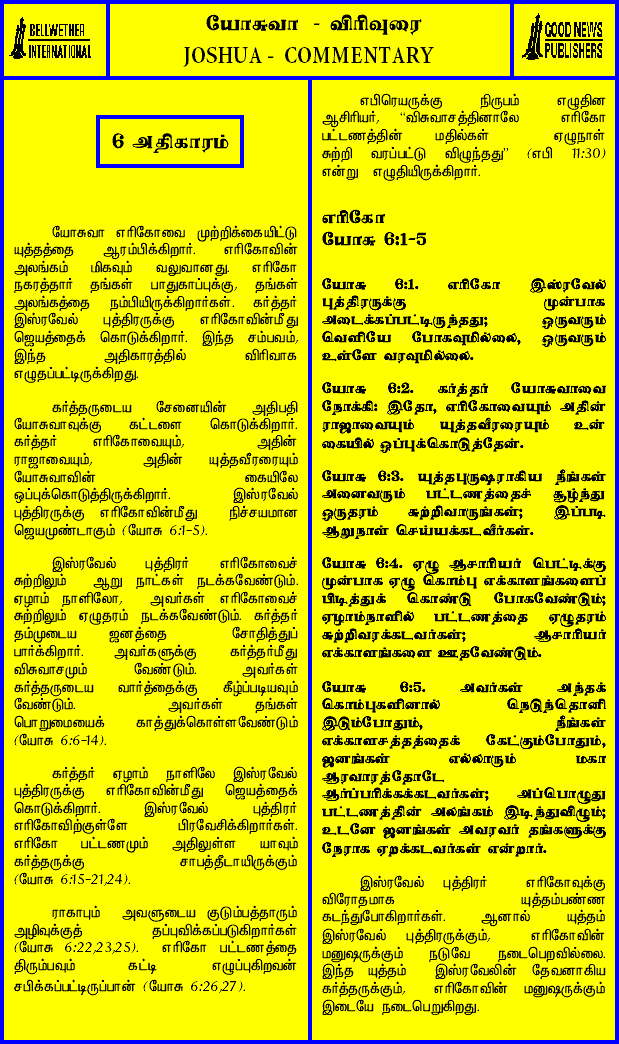 BELLWETHER
INTERNATIONAL
யோசுவா - விரிவுரை
JOSHUA - COMMENTARY
GOOD NEWS
PUBLISHERS
6 அதிகாரம்
யோசுவா எரிகோவை முற்றிக்கையிட்டு
யுத்தத்தை ஆரம்பிக்கிறார். எரிகோவின்
அலங்கம் மிகவும் வலுவானது. எரிகோ
நகரத்தார் தங்கள் பாதுகாப்புக்கு, தங்கள்
அலங்கத்தை நம்பியிருக்கிறார்கள். கர்த்தர்
இஸ்ரவேல் புத்திரருக்கு எரிகோவின்மீது
ஜெயத்தைக் கொடுக்கிறார். இந்த சம்பவம்,
இந்த அதிகாரத்தில் விரிவாக
எழுதப்பட்டிருக்கிறது.
கர்த்தருடைய சேனையின் அதிபதி
யோசுவாவுக்கு கட்டளை கொடுக்கிறார்.
கர்த்தர் எரிகோவையும், அதின்
ராஜாவையும், அதின் யுத்தவீரரையும்
யோசுவாவின் கையிலே
ஒப்புக்கொடுத்திருக்கிறார். இஸ்ரவேல்
புத்திரருக்கு எரிகோவின்மீது நிச்சயமான
ஜெயமுண்டாகும் (யோசு 6:1-5).
இஸ்ரவேல் புத்திரர் எரிகோவைச்
சுற்றிலும் ஆறு நாட்கள் நடக்கவேண்டும்.
ஏழாம் நாளிலோ, அவர்கள் எரிகோவைச்
சுற்றிலும் ஏழுதரம் நடக்கவேண்டும். கர்த்தர்
தம்முடைய ஜனத்தை சோதித்துப்
பார்க்கிறார். அவர்களுக்கு கர்த்தர்மீது
விசுவாசமும் வேண்டும். அவர்கள்
கர்த்தருடைய வார்த்தைக்கு கீழ்ப்படியவும்
வேண்டும். அவர்கள் தங்கள்
பொறுமையைக் காத்துக்கொள்ளவேண்டும்
(யோசு 6:6-14).
கர்த்தர் ஏழாம் நாளிலே இஸ்ரவேல்
புத்திரருக்கு எரிகோவின்மீது ஜெயத்தைக்
கொடுக்கிறார். இஸ்ரவேல் புத்திரர்
எரிகோவிற்குள்ளே பிரவேசிக்கிறார்கள்.
எரிகோ பட்டணமும் அதிலுள்ள யாவும்
கர்த்தருக்கு சாபத்தீடாயிருக்கும்
(யோசு 6:15-21,24).
ராகாபும் அவளுடைய குடும்பத்தாரும்
அழிவுக்குத் தப்புவிக்கப்படுகிறார்கள்
(யோசு 6:22,23,25). எரிகோ பட்டணத்தை
திரும்பவும் கட்டி எழுப்புகிறவன்
சபிக்கப்பட்டிருப்பான் (யோசு 6:26,27).
எபிரெயருக்கு நிருபம் எழுதின
ஆசிரியர், "விசுவாசத்தினாலே எரிகோ
பட்டணத்தின் மதில்கள் ஏழுநாள்
சுற்றி வரப்பட்டு விழுந்தது" (எபி 11:30)
என்று எழுதியிருக்கிறார்.
எரிகோ
யோசு 6:1-5
யோசு 6:1. எரிகோ இஸ்ரவேல்
புத்திரருக்கு முன்பாக
அடைக்கப்பட்டிருந்தது; ஒருவரும்
வெளியே போகவுமில்லை, ஒருவரும்
உள்ளே வரவுமில்லை.
யோசு 6:2. கர்த்தர் யோசுவாவை
நோக்கி: இதோ, எரிகோவையும் அதின்
ராஜாவையும் யுத்தவீரரையும் உன்
கையில் ஒப்புக்கொடுத்தேன்.
யோசு 6:3. யுத்தபுருஷராகிய நீங்கள்
அனைவரும் பட்டணத்தைச் சூழ்ந்து
ஒருதரம் சுற்றிவாருங்கள்; இப்படி
ஆறுநாள் செய்யக்கடவீர்கள்.
யோசு 6:4. ஏழு ஆசாரியர் பெட்டிக்கு
முன்பாக ஏழு கொம்பு எக்காளங்களைப்
பிடித்துக் கொண்டு போகவேண்டும்;
ஏழாம்நாளில் பட்டணத்தை ஏழுதரம்
சுற்றிவரக்கடவர்கள்; ஆசாரியர்
எக்காளங்களை ஊதவேண்டும்.
யோசு 6:5. அவர்கள் அந்தக்
கொம்புகளினால் நெடுந்தொனி
இடும்போதும், நீங்கள்
எக்காளசத்தத்தைக் கேட்கும்போதும்,
ஜனங்கள் எல்லாரும் மகா
ஆரவாரத்தோடே
ஆர்ப்பரிக்கக்கடவர்கள்; அப்பொழுது
பட்டணத்தின் அலங்கம் இடிந்துவிழும்;
உடனே ஜனங்கள் அவரவர் தங்களுக்கு
நேராக ஏறக்கடவர்கள் என்றார்.
இஸ்ரவேல் புத்திரர் எரிகோவுக்கு
விரோதமாக யுத்தம்பண்ண
கடந்துபோகிறார்கள். ஆனால் யுத்தம்
இஸ்ரவேல் புத்திரருக்கும், எரிகோவின்
மனுஷருக்கும் நடுவே நடைபெறவில்லை.
இந்த யுத்தம் இஸ்ரவேலின் தேவனாகிய
கர்த்தருக்கும், எரிகோவின் மனுஷருக்கும்
இடையே நடைபெறுகிறது.